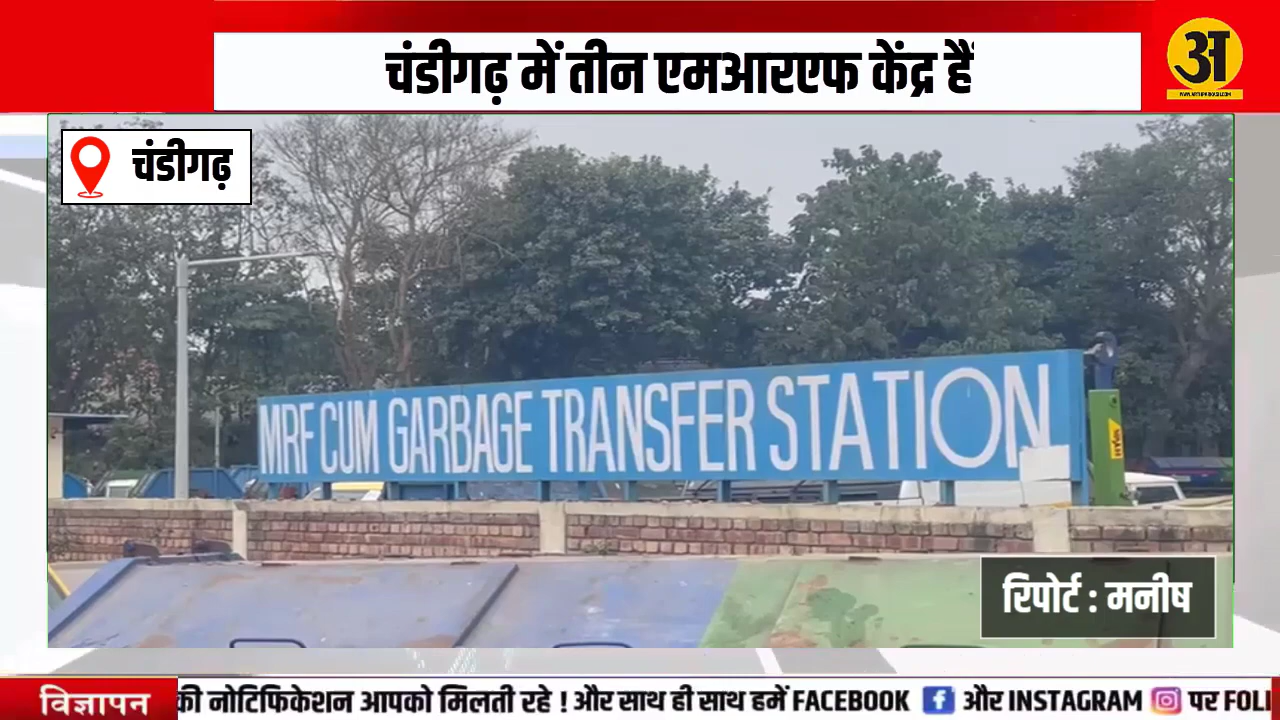 चंडीगढ़ में तीन एमआरएफ केंद्र हैं
अ
चंडीगढ़
MRF CUM GARBAGE TRANSFER STATION
रिपोर्ट : मनीष
विज्ञापन
की नोटिफिकेशन आपको मिलती रहे ! और साथ ही साथ हमें FACEBOOK और INSTAGRAM पर FOLL